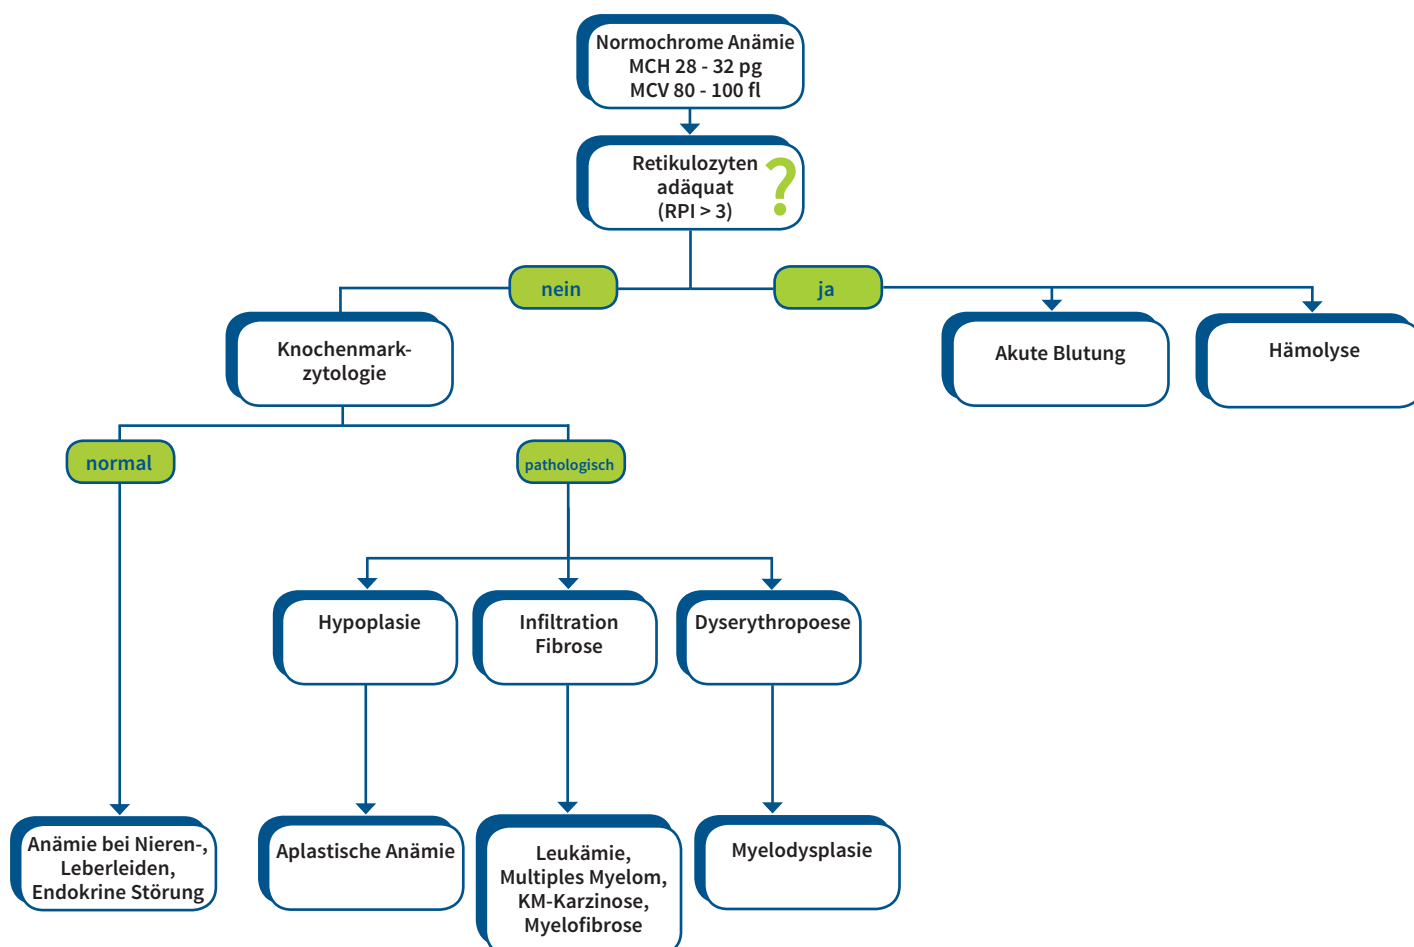 Normochrome Anämie
MCH 28 - 32 pg
MCV 80 - 100 fl
Retikulozyten
adäquat
(RPI > 3)
?
nein
ja
Knochenmark-
zytologie
Akute Blutung
Hämolyse
normal
pathologisch
Hypoplasie
Infiltration
Fibrose
Dyserythropoese
Anämie bei Nieren-,
Leberleiden,
Endokrine Störung
Aplastische Anämie
Leukämie,
Multiples Myelom,
KM-Karzinose,
Myelofibrose
Myelodysplasie